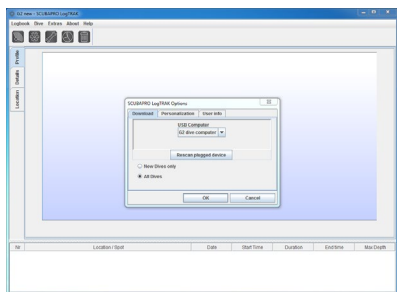 G2 new - SCUBAPRO LogTRAK
Logbook Dive Extras About Help
Profile
Details
Location
SCUBAPRO LogTRAK Options
Download Personalization User info
USB Computer
G2 dive computer
Rescan plugged device
New Dives only
All Dives
OK Cancel
Nr Location / Spot Date Start Time Duration End time Max Depth